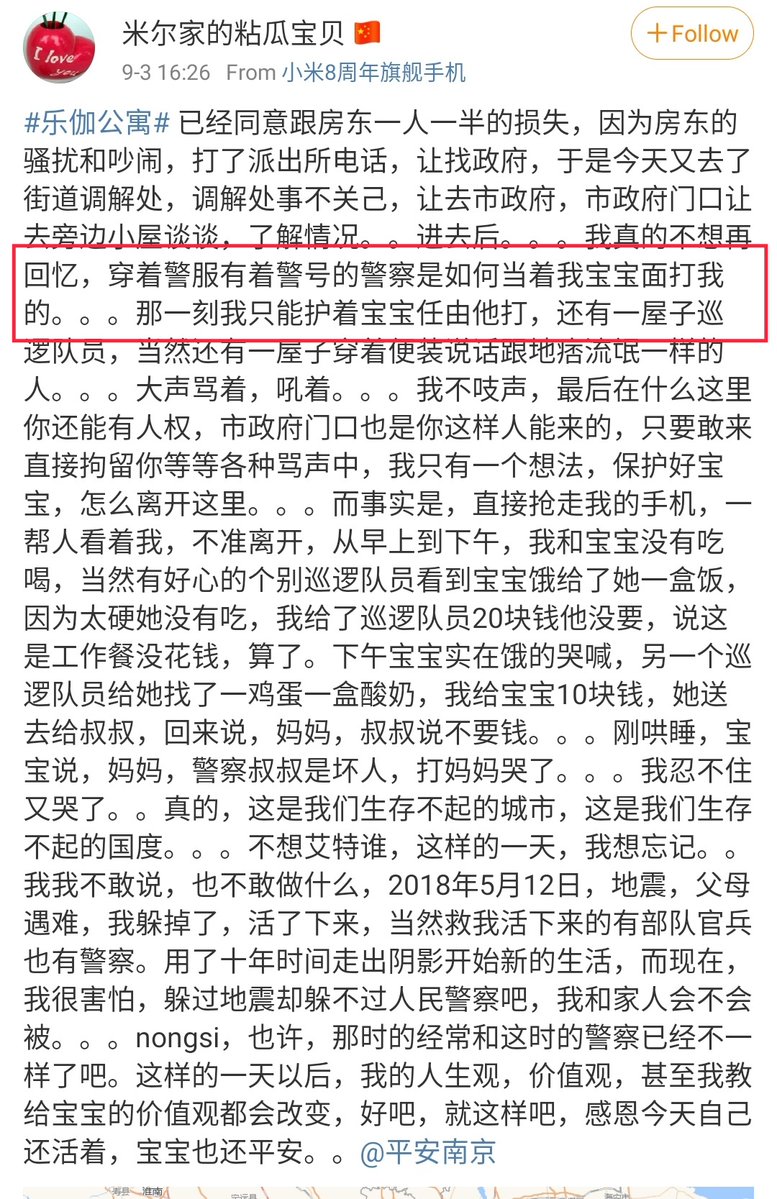 I love
you
米尔家的粘瓜宝贝
+Follow
9-3 16:26 From 小米8周年旗舰手机
#乐伽公寓# 已经同意跟房东一人一半的损失，因为房东的
骚扰和吵闹，打了派出所电话，让找政府，于是今天又去了
街道调解处，调解处事不关己，让去市政府，市政府门口让
去旁边小屋谈谈，了解情况。。进去后。。。。我真的不想再
回忆，穿着警服有着警号的警察是如何当着我宝宝面打我
的。。。那一刻我只能护着宝宝任由他打，还有一屋子巡
逻队员，当然还有一屋子穿着便装说话跟地痞流氓一样的
人。。。大声骂着，吼着。。。我不吱声，最后在什么这里
你还能有人权，市政府门口也是你这样人能来的，只要敢来
直接拘留你等等各种骂声中，我只有一个想法，保护好宝
宝，怎么离开这里。。。而事实是，直接抢走我的手机，一
帮人看着我，不准离开，从早上到下午，我和宝宝没有吃
喝，当然有好心的个别巡逻队员看到宝宝饿给了她一盒饭，
因为太硬她没有吃，我给了巡逻队员20块钱他没要，说这
是工作餐没花钱，算了。下午宝宝实在饿的哭喊，另一个巡
逻队员给她找了一鸡蛋一盒酸奶，我给宝宝10块钱，她送
去给叔叔，回来说，妈妈，叔叔说不要钱。。。刚哄睡，宝
宝说，妈妈，警察叔叔是坏人，打妈妈哭了。。。我忍不住
又哭了。。真的，这是我们生存不起的城市，这是我们生存
不起的国度。。。不想艾特谁，这样的一天，我想忘记。。
我我不敢说，也不敢做什么，2018年5月12日，地震，父母
遇难，我躲掉了，活了下来，当然救我活下来的有部队官兵
也有警察。用了十年时间走出阴影开始新的生活，而现在，
我很害怕，躲过地震却躲不过人民警察吧，我和家人会不会
被。。。nongsi，也许，那时的经常和这时的警察已经不一
样了吧。这样的一天以后，我的人生观，价值观，甚至我教
给宝宝的价值观都会改变，好吧，就这样吧，感恩今天自己
还活着，宝宝也还平安。。@平安南京
淮南